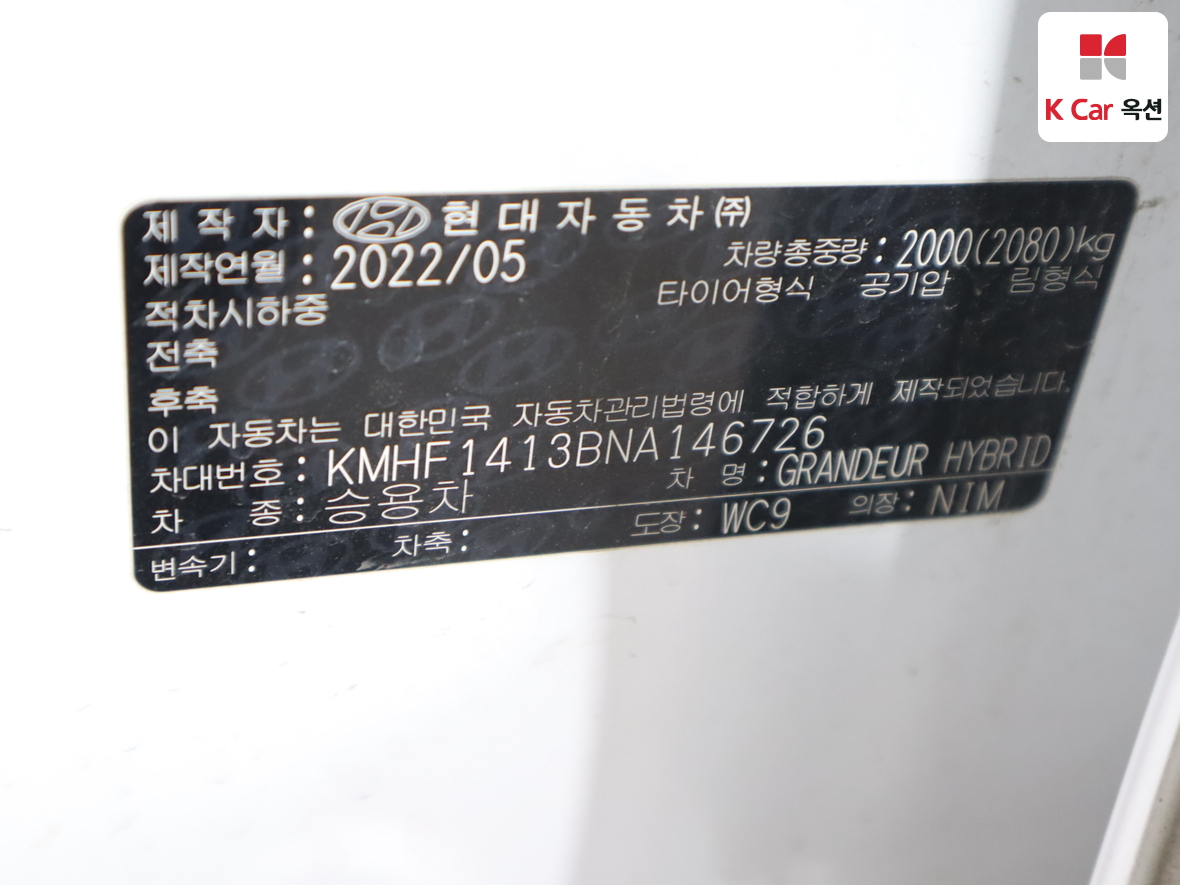 K Car 옥션
제 작 자 : 현 대 자 동 차 ㈜
제작연월 : 2022/05 차량총중량 : 2000(2080)kg
적차시하중 타이어형식 공기압 림형식
전축
후축
이 자동차는 대한민국 자동차관리법령에 적합하게 제작되었습니다.
차대번호 : KMHF1413BNA146726
차 종 : 승용차 차 명 : GRANDEUR HYBRID
변속기 : 차축 : 도장 : WC9 의장 : NIM